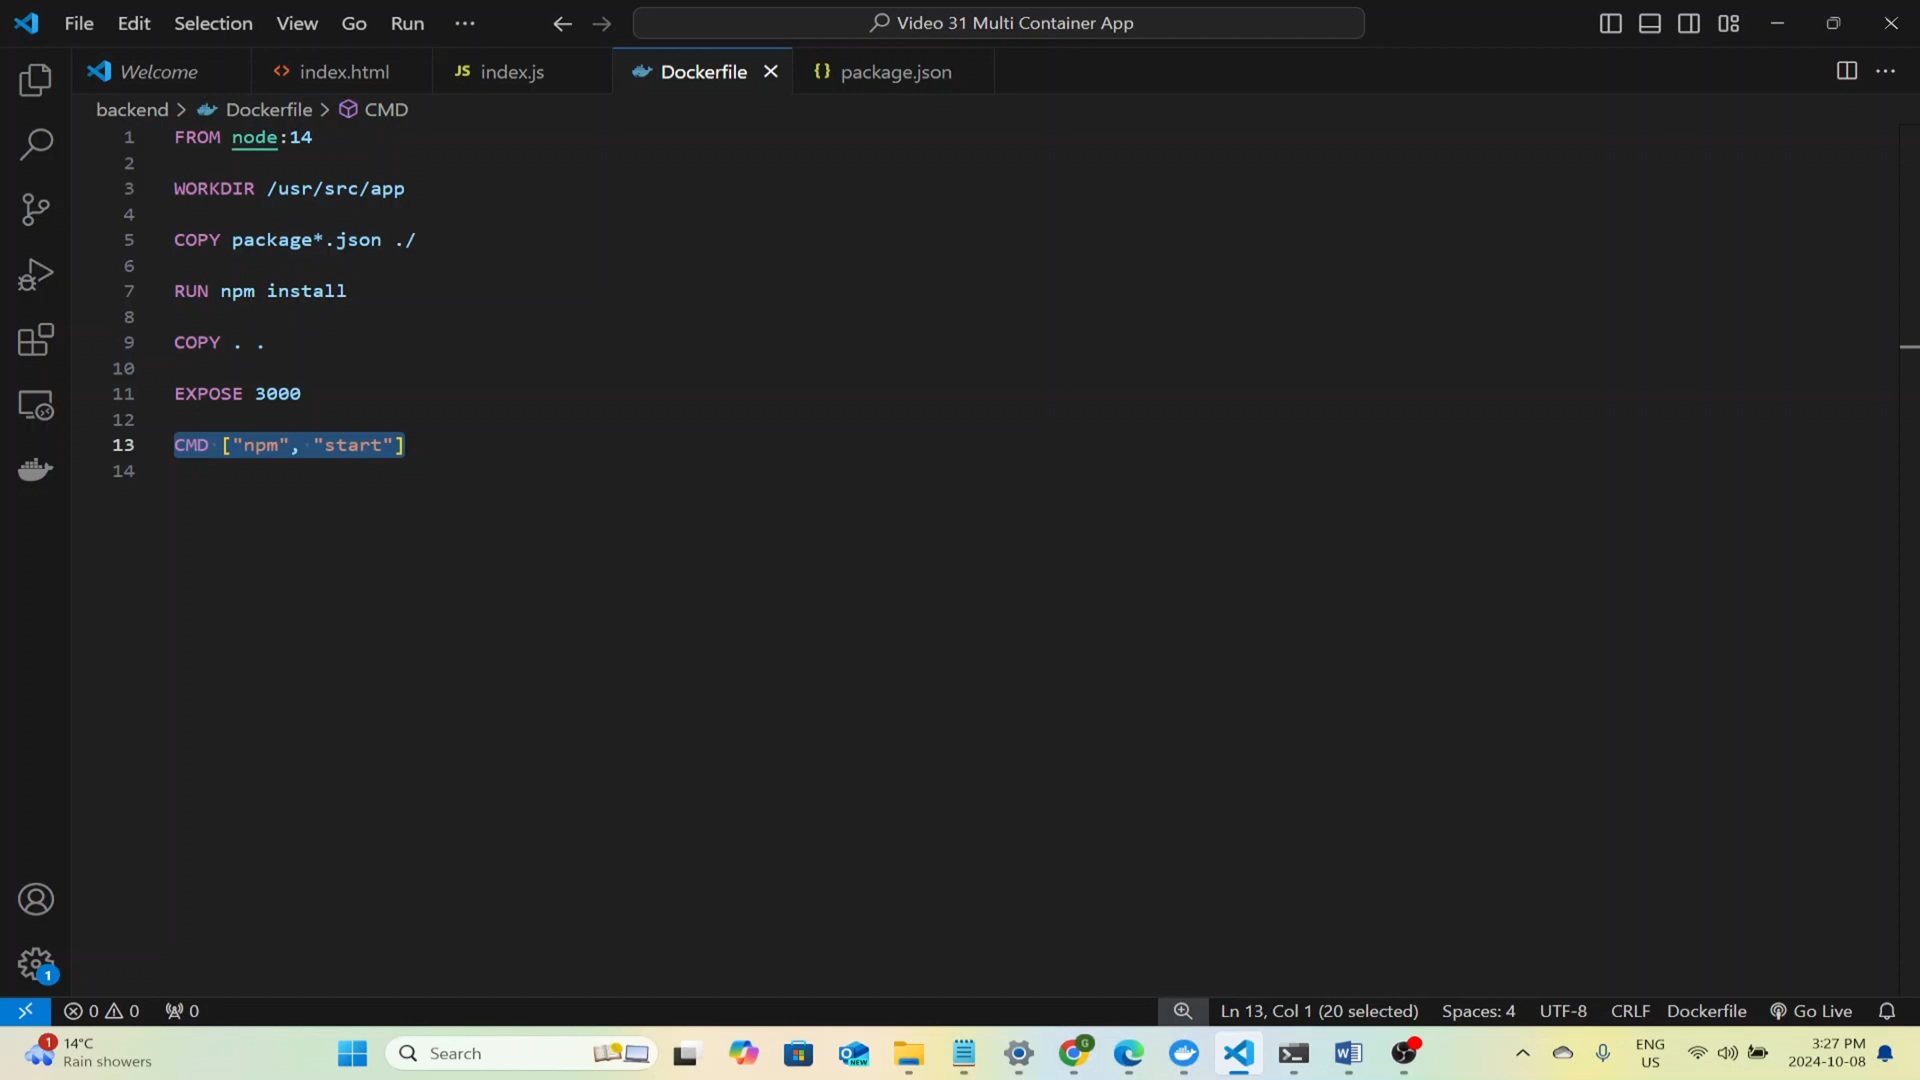 File Edit Selection View Go Run ··· Video 31 Multi Container App
Welcome <> index.html JS index.js Dockerfile {} package.json
backend > Dockerfile > CMD
1 FROM node:14
2
3 WORKDIR /usr/src/app
4
5 COPY package*.json ./
6
7 RUN npm install
8
9 COPY . .
10
11 EXPOSE 3000
12
13 CMD ["npm", "start"]
14
1
0 0 0 Ln 13, Col 1 (20 selected) Spaces: 4 UTF-8 CRLF Dockerfile Go Live
1 14°C Search NEW G ENG 3:27 PM
Rain showers US 2024-10-08